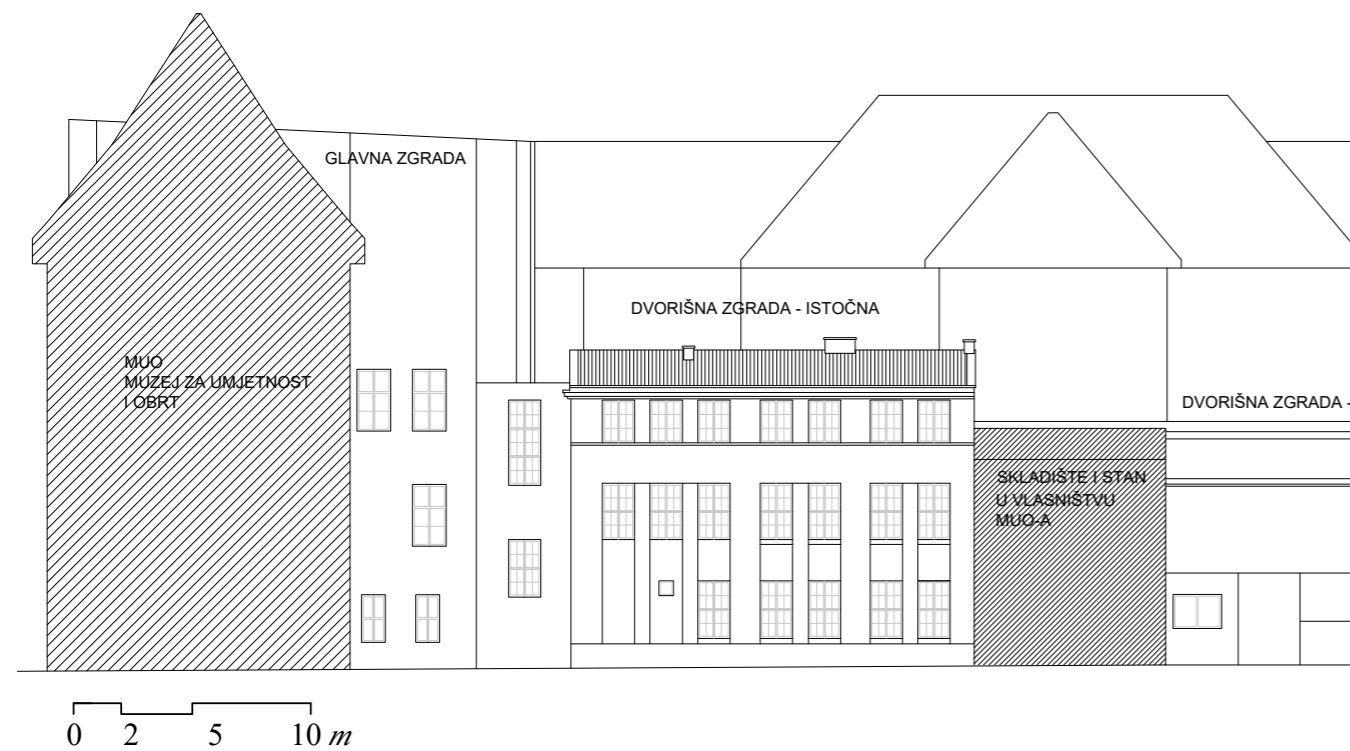 GLAVNA ZGRADA
DVORIŠNA ZGRADA - ISTOČNA
MUO
MUZEJ ZA UMJETNOST
I OBRT
DVORIŠNA ZGRADA -
SKLADIŠTE I STAN
U VLASNIŠTVU
MUO-A
0 2 5 10 m